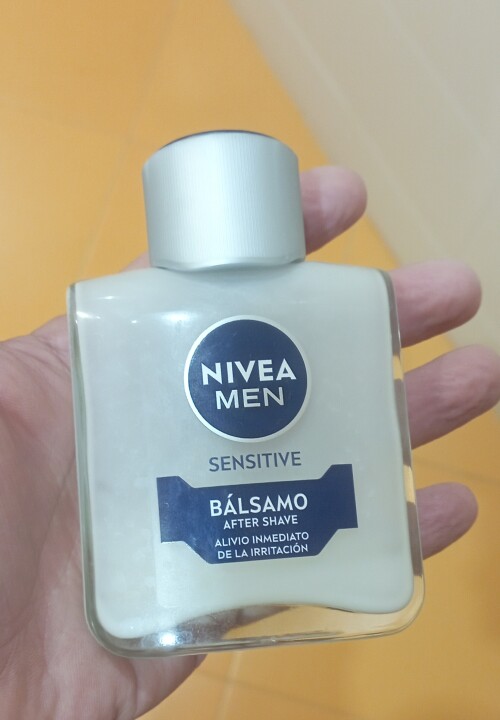 NIVEA
MEN
SENSITIVE
BÁLSAMO
AFTER SHAVE
ALIVIO INMEDIATO
DE LA IRRITACIÓN